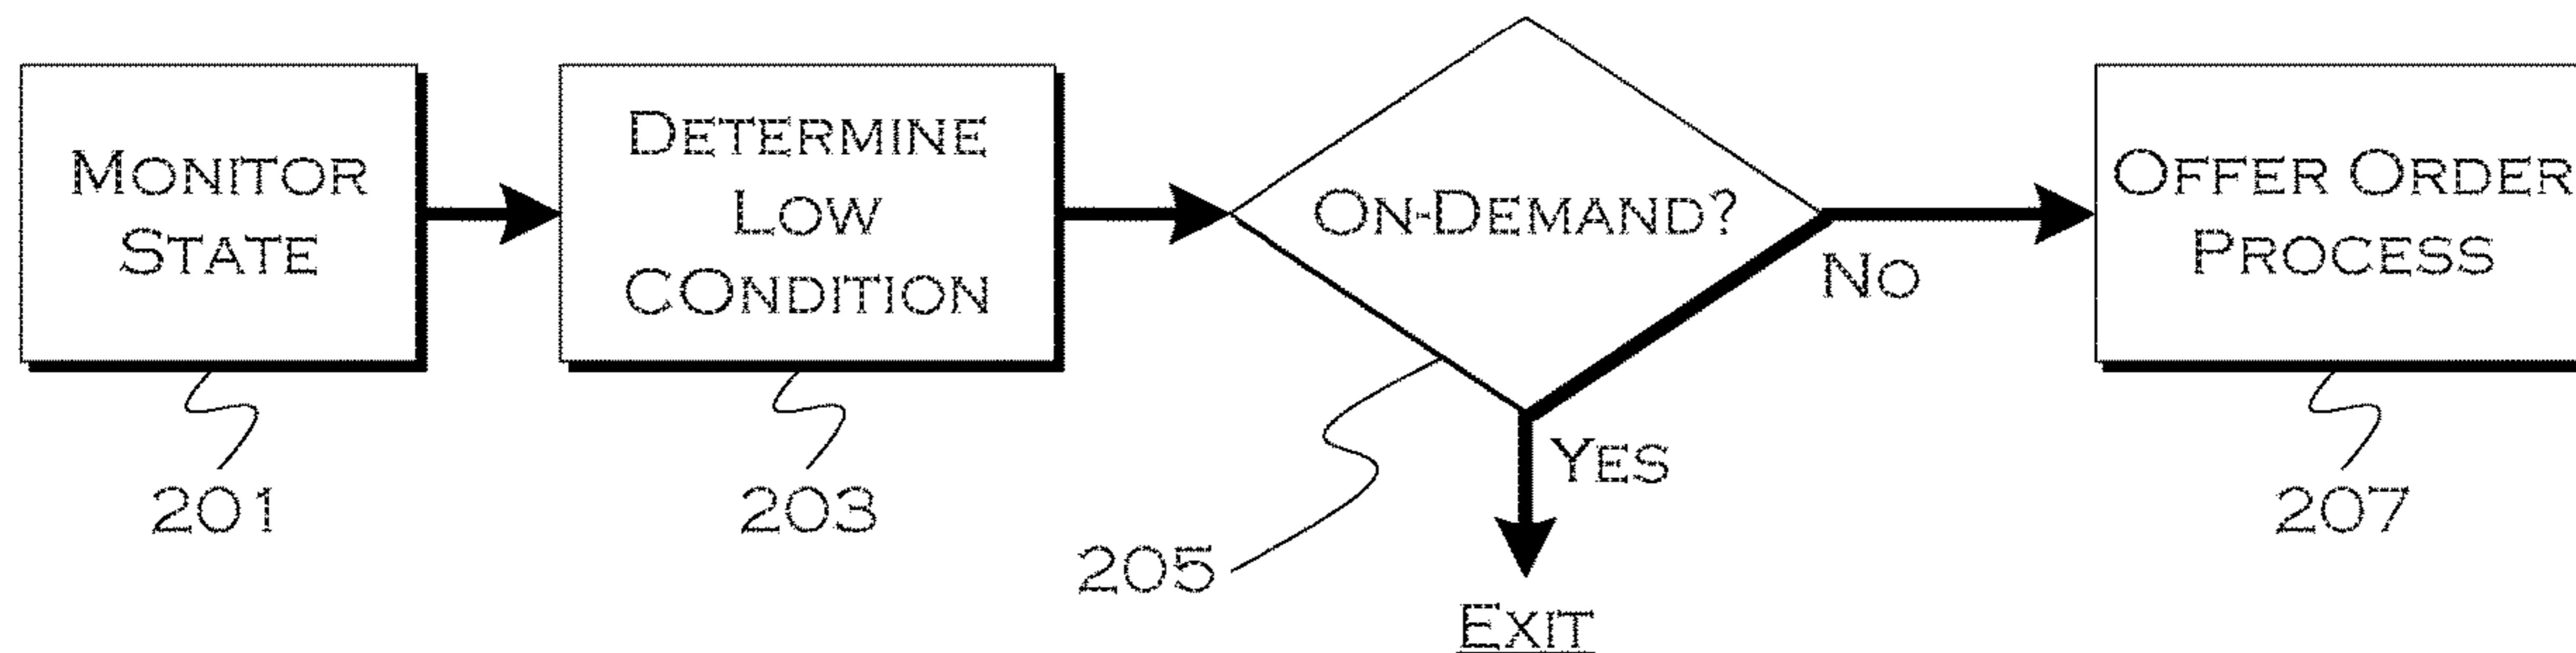 MONITOR
STATE
DETERMINE
LOW
CONDITION
ON-DEMAND?
NO
OFFER ORDER
PROCESS
YES
201
203
205
207
EXIT